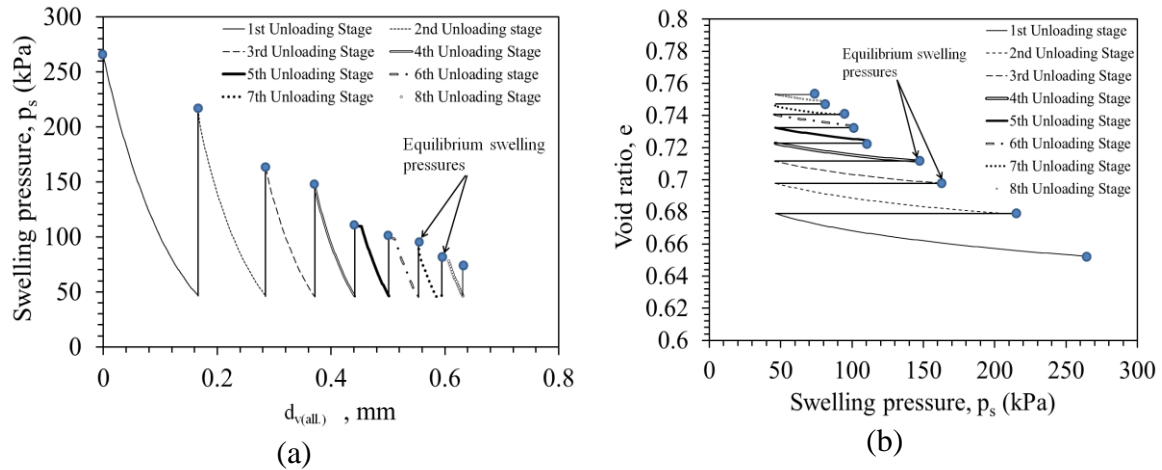 300
250
200
150
100
50
0
Swelling pressure, pₛ (kPa)
1st Unloading Stage
2nd Unloading Stage
3rd Unloading Stage
4th Unloading Stage
5th Unloading Stage
6th Unloading stage
7th Unloading Stage
8th Unloading Stage
Equilibrium swelling
pressures
0
0.2
0.4
0.6
0.8
d_v(all.) , mm
(a)
0.8
0.78
0.76
0.74
0.72
0.7
0.68
0.66
0.64
0.62
0.6
Void ratio, e
Equilibrium swelling
pressures
1st Unloading stage
2nd Unloading Stage
3rd Unloading Stage
4th Unloading Stage
5th Unloading Stage
6th Unloading Stage
7th Unloading Stage
8th Unloading Stage
0
50
100
150
200
250
300
Swelling pressure, pₛ (kPa)
(b)